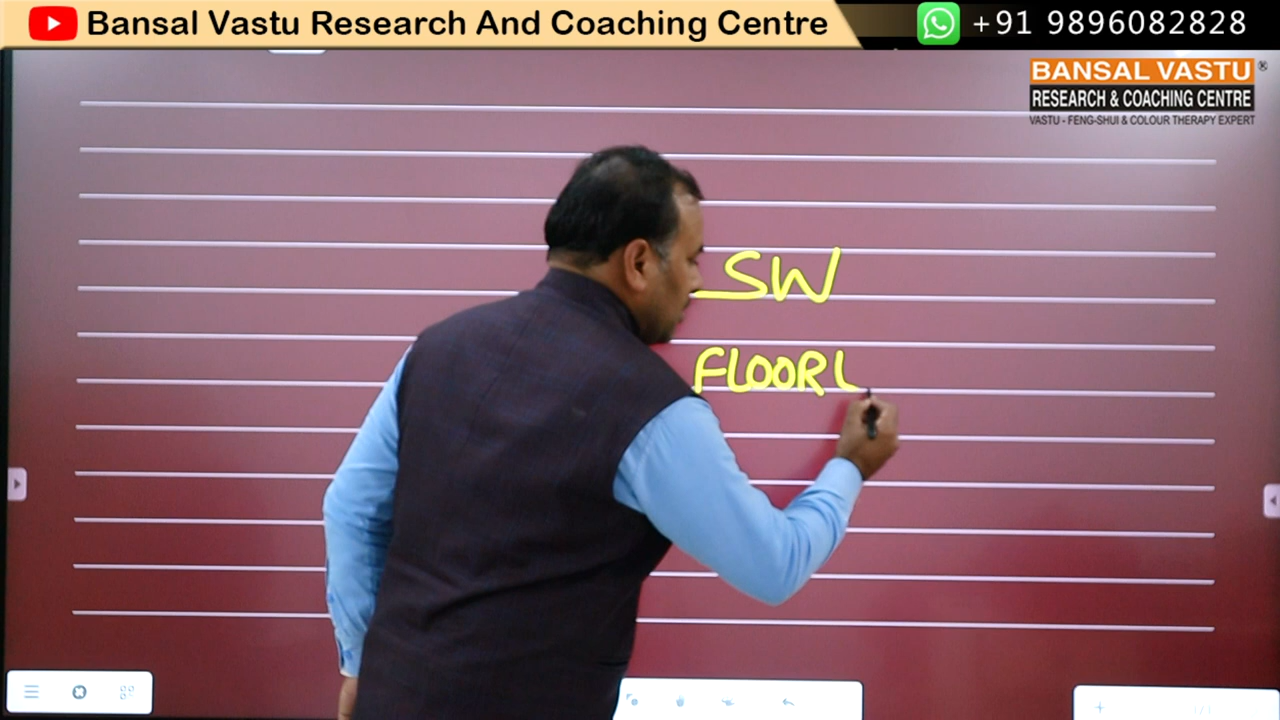 Bansal Vastu Research And Coaching Centre
+91 9896082828
BANSAL VASTU®
RESEARCH & COACHING CENTRE
VASTU - FENG-SHUI & COLOUR THERAPY EXPERT
SW
FLOOR